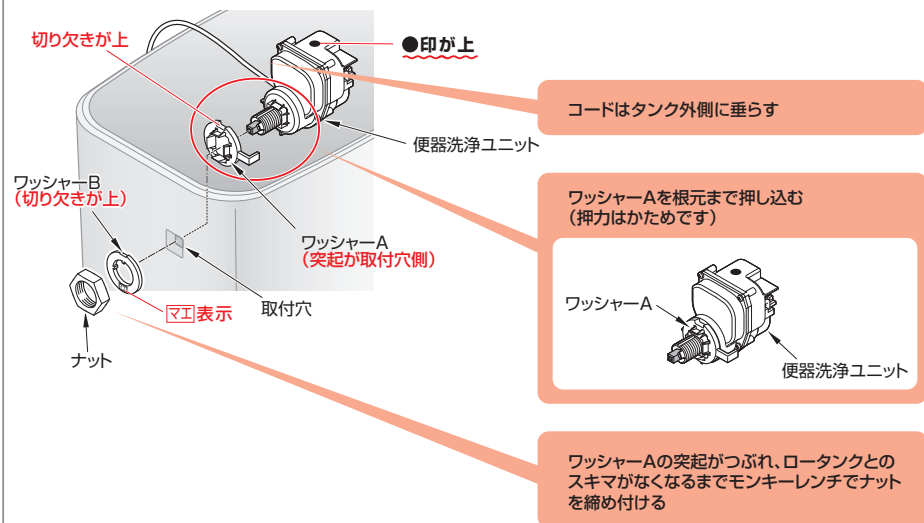 切り欠きが上
●印が上
コードはタンク外側に垂らす
便器洗浄ユニット
ワッシャーB
(切り欠きが上)
ワッシャーA
(突起が取付穴側)
取付穴
マエ表示
ナット
ワッシャーAを根元まで押し込む
(押力はかためです)
ワッシャーA
便器洗浄ユニット
ワッシャーAの突起がつぶれ、ロータンクとの
スキマがなくなるまでモンキーレンチでナット
を締め付ける